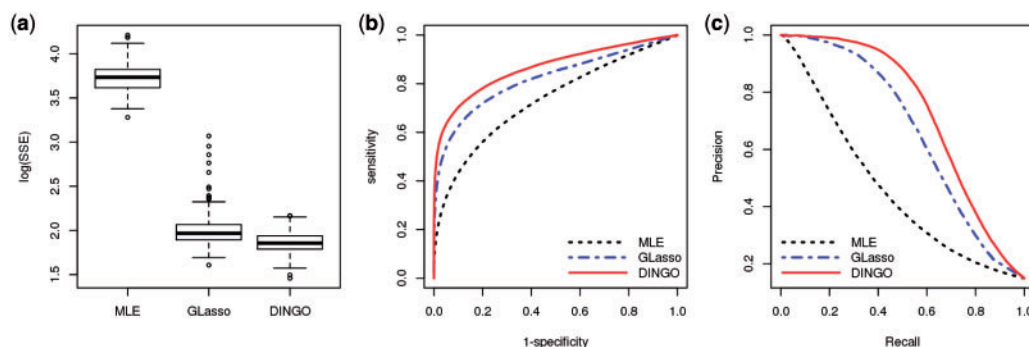 (a)
log(SSE)
4.0
3.5
3.0
2.5
2.0
1.5
MLE GLasso DINGO
(b)
sensitivity
1.0
0.8
0.6
0.4
0.2
0.0
MLE
GLasso
DINGO
0.0 0.2 0.4 0.6 0.8 1.0
1-specificity
(c)
Precision
1.0
0.8
0.6
0.4
0.2
MLE
GLasso
DINGO
0.0 0.2 0.4 0.6 0.8 1.0
Recall